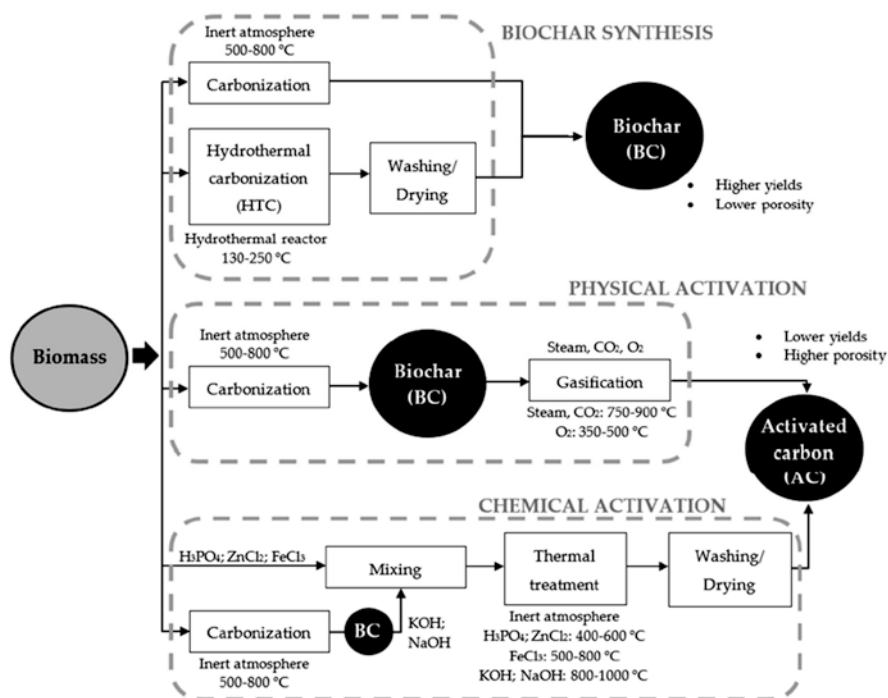 BIOCHAR SYNTHESIS
Inert atmosphere
500-800 °C
Carbonization
Hydrothermal
carbonization
(HTC)
Washing/
Drying
Hydrothermal reactor
130-250 °C
Biochar
(BC)
• Higher yields
• Lower porosity
Biomass
PHYSICAL ACTIVATION
Inert atmosphere
500-800 °C
Carbonization
Biochar
(BC)
Steam, CO₂, O₂
Gasification
Steam, CO₂: 750-900 °C
O₂: 350-500 °C
• Lower yields
• Higher porosity
Activated
carbon
(AC)
CHEMICAL ACTIVATION
H₃PO₄; ZnCl₂; FeCl₃
Mixing
Thermal
treatment
Washing/
Drying
Carbonization
BC
KOH;
NaOH
Inert atmosphere
500-800 °C
Inert atmosphere
H₃PO₄; ZnCl₂: 400-600 °C
FeCl₃: 500-800 °C
KOH; NaOH: 800-1000 °C